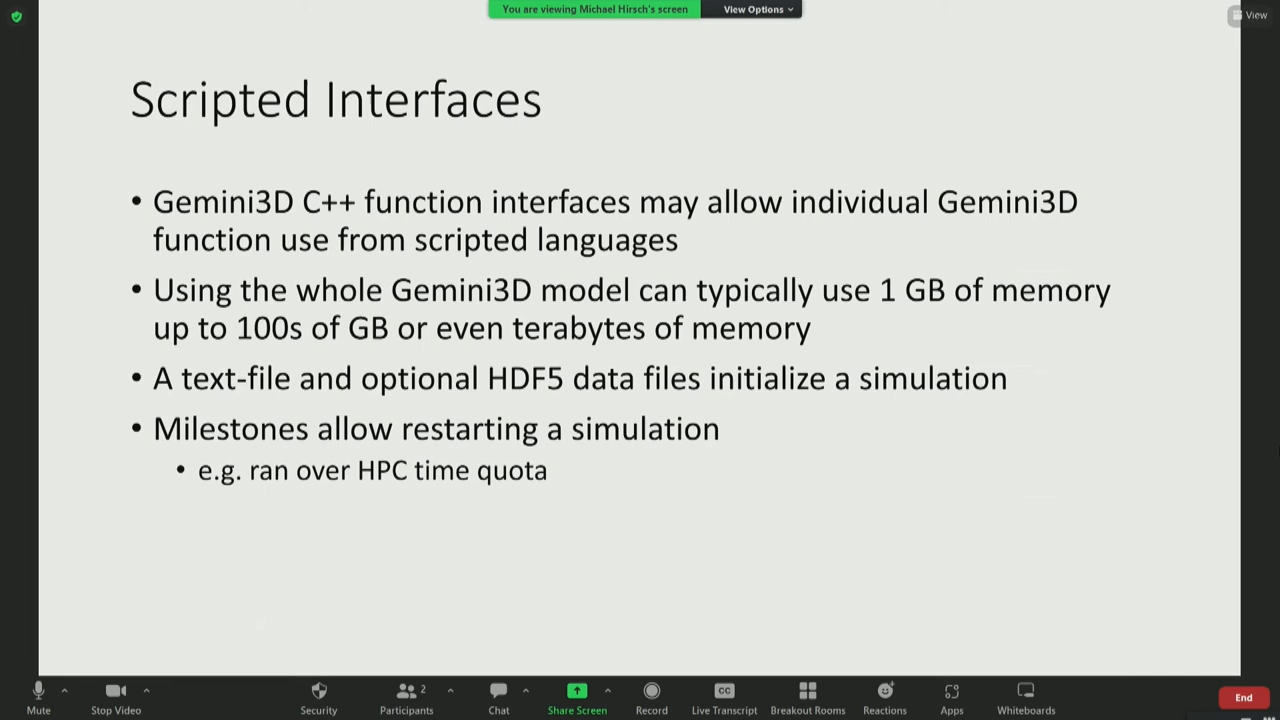 You are viewing Michael Hirsch's screen
View Options
View
Scripted Interfaces
• Gemini3D C++ function interfaces may allow individual Gemini3D
function use from scripted languages
• Using the whole Gemini3D model can typically use 1 GB of memory
up to 100s of GB or even terabytes of memory
• A text-file and optional HDF5 data files initialize a simulation
• Milestones allow restarting a simulation
• e.g. ran over HPC time quota
Mute
Stop Video
Security
Participants 2
Chat
Share Screen
Record
CC
Live Transcript
Breakout Rooms
Reactions
Apps
Whiteboards
End